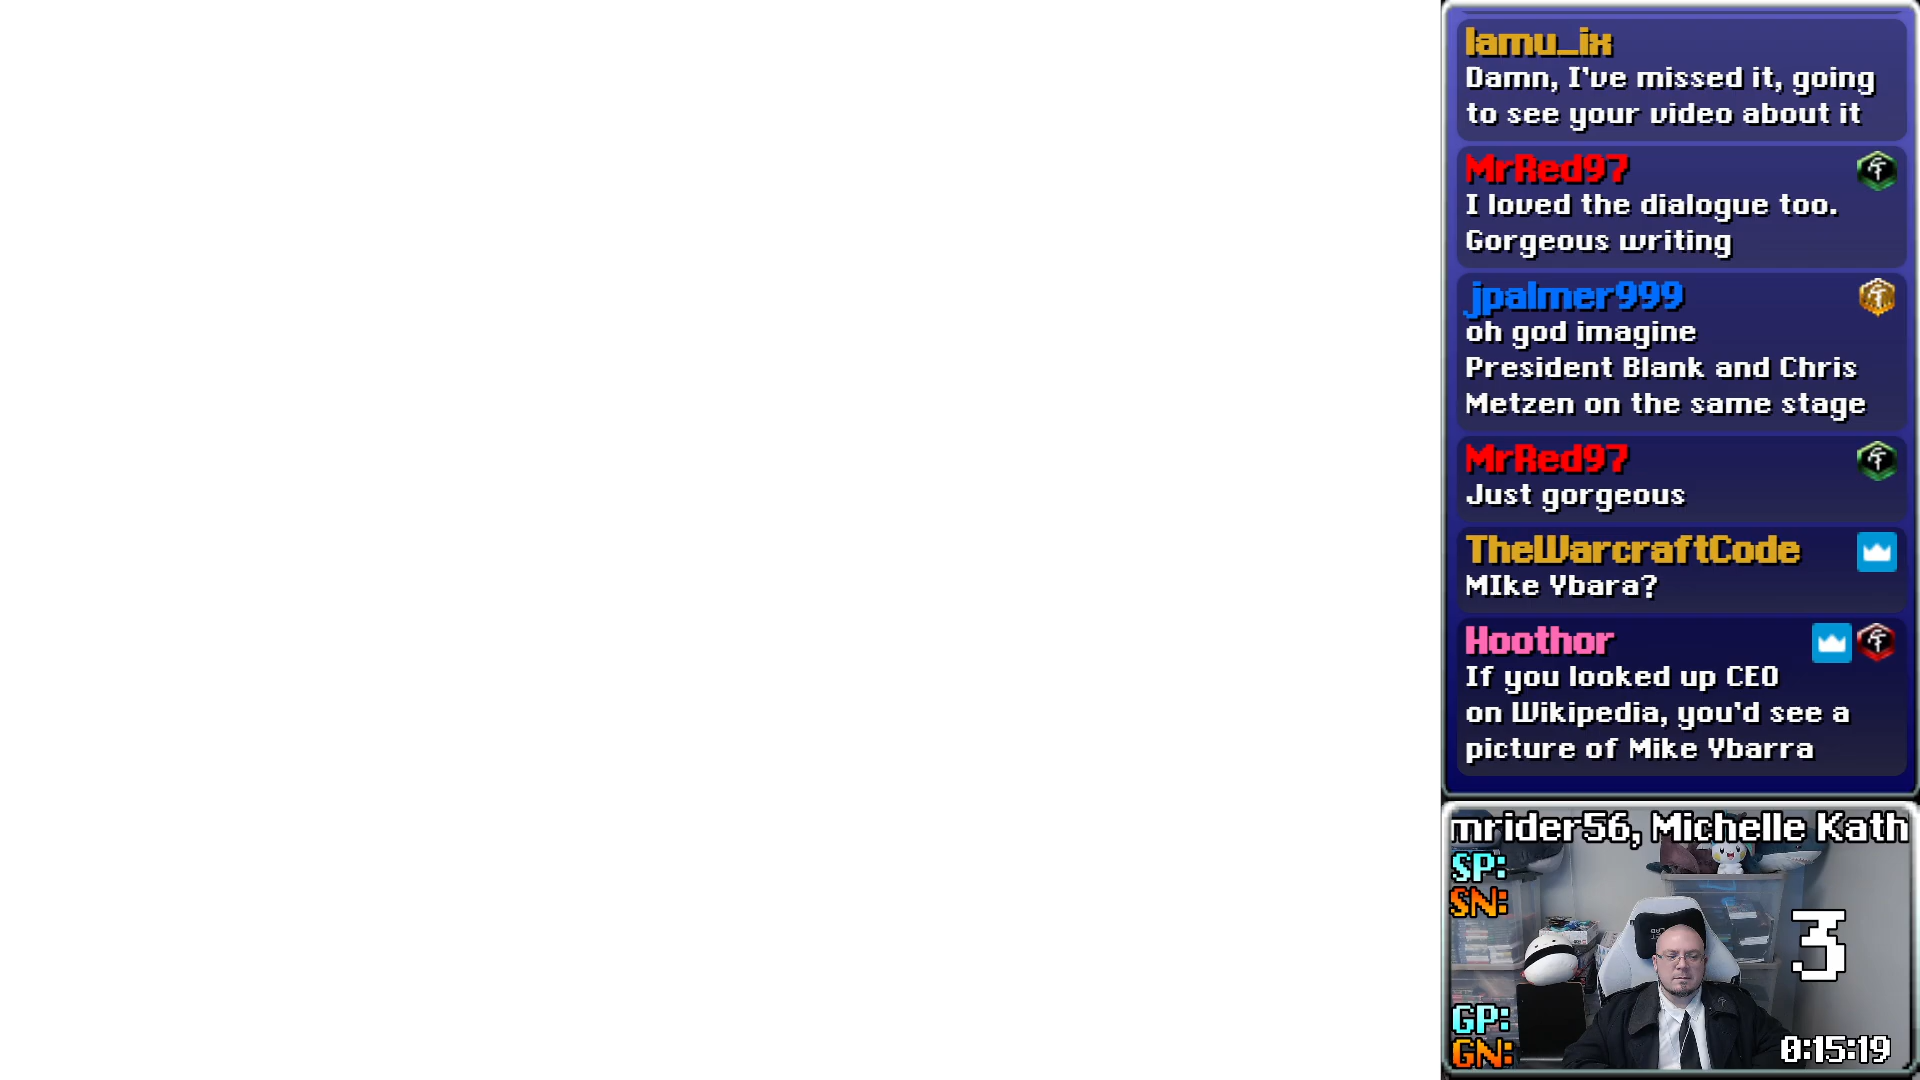 Iamu_ix
Damn, I've missed it, going
to see your video about it
MrRed97
I loved the dialogue too.
Gorgeous writing
jpalmer999
oh god imagine
President Blank and Chris
Metzen on the same stage
MrRed97
Just gorgeous
TheWarcraftCode
MIke Ybara?
Hoothor
If you looked up CEO
on Wikipedia, you'd see a
picture of Mike Ybarra
mrider56, Michelle Kath
SP:
SN:
3
GP:
GN:
0:15:19